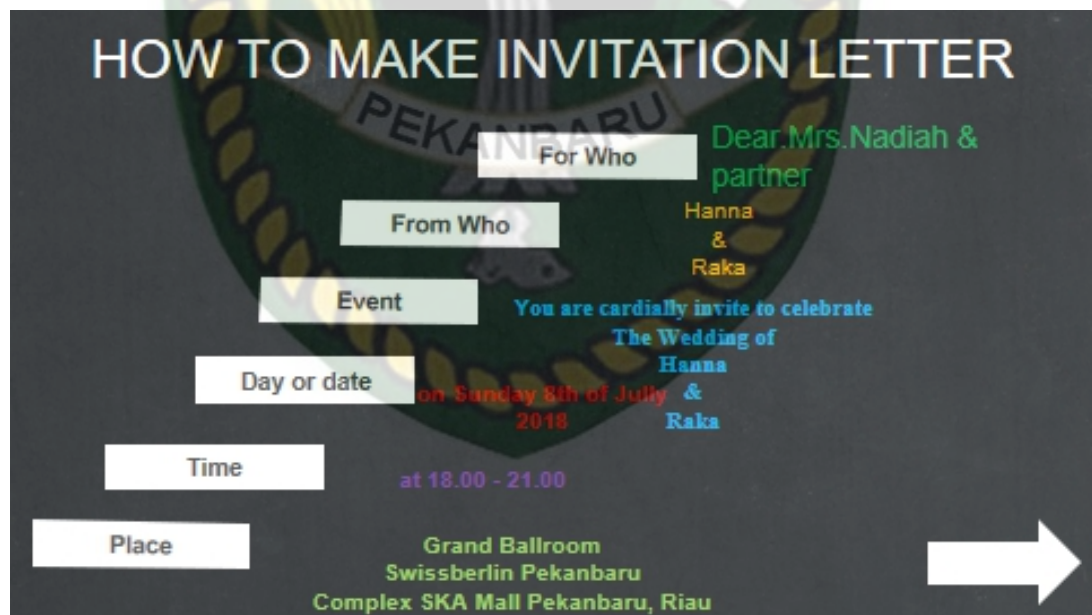 HOW TO MAKE INVITATION LETTER
PEKANBARU
For Who
Dear.Mrs.Nadiah &
partner
From Who
Hanna
&
Raka
Event
You are cardially invite to celebrate
The Wedding of
Hanna
&
Raka
Day or date
on Sunday 8th of Jully
2018
Time
at 18.00 - 21.00
Place
Grand Ballroom
Swissberlin Pekanbaru
Complex SKA Mall Pekanbaru, Riau